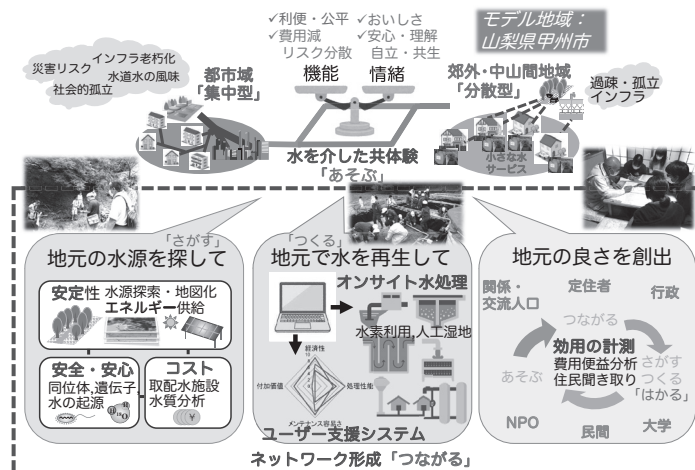 ✓利便・公平
✓費用減
リスク分散
✓おいしさ
✓安心・理解
自立・共生
モデル地域：
山梨県甲州市
インフラ老朽化
災害リスク
水道水の風味
社会的孤立
都市域
「集中型」
機能
情緒
郊外・中山間地域
「分散型」
過疎・孤立
インフラ
小さな水
サービス
水を介した共体験
「あそぶ」
「さがす」
地元の水源を探して
安定性
水源探索・地図化
エネルギー供給
安全・安心
同位体,遺伝子,
水の起源
コスト
取配水施設
水質分析
「つくる」
地元で水を再生して
オンサイト水処理
水素利用,人工湿地
経済性
付加価値
処理性能
メンテナンス容易さ
ユーザー支援システム
地元の良さを創出
関係・
交流人口
定住者
行政
つながる
効用の計測
費用便益分析
住民聞き取り
あそぶ
さがす
つくる
「はかる」
NPO
民間
大学
ネットワーク形成「つながる」